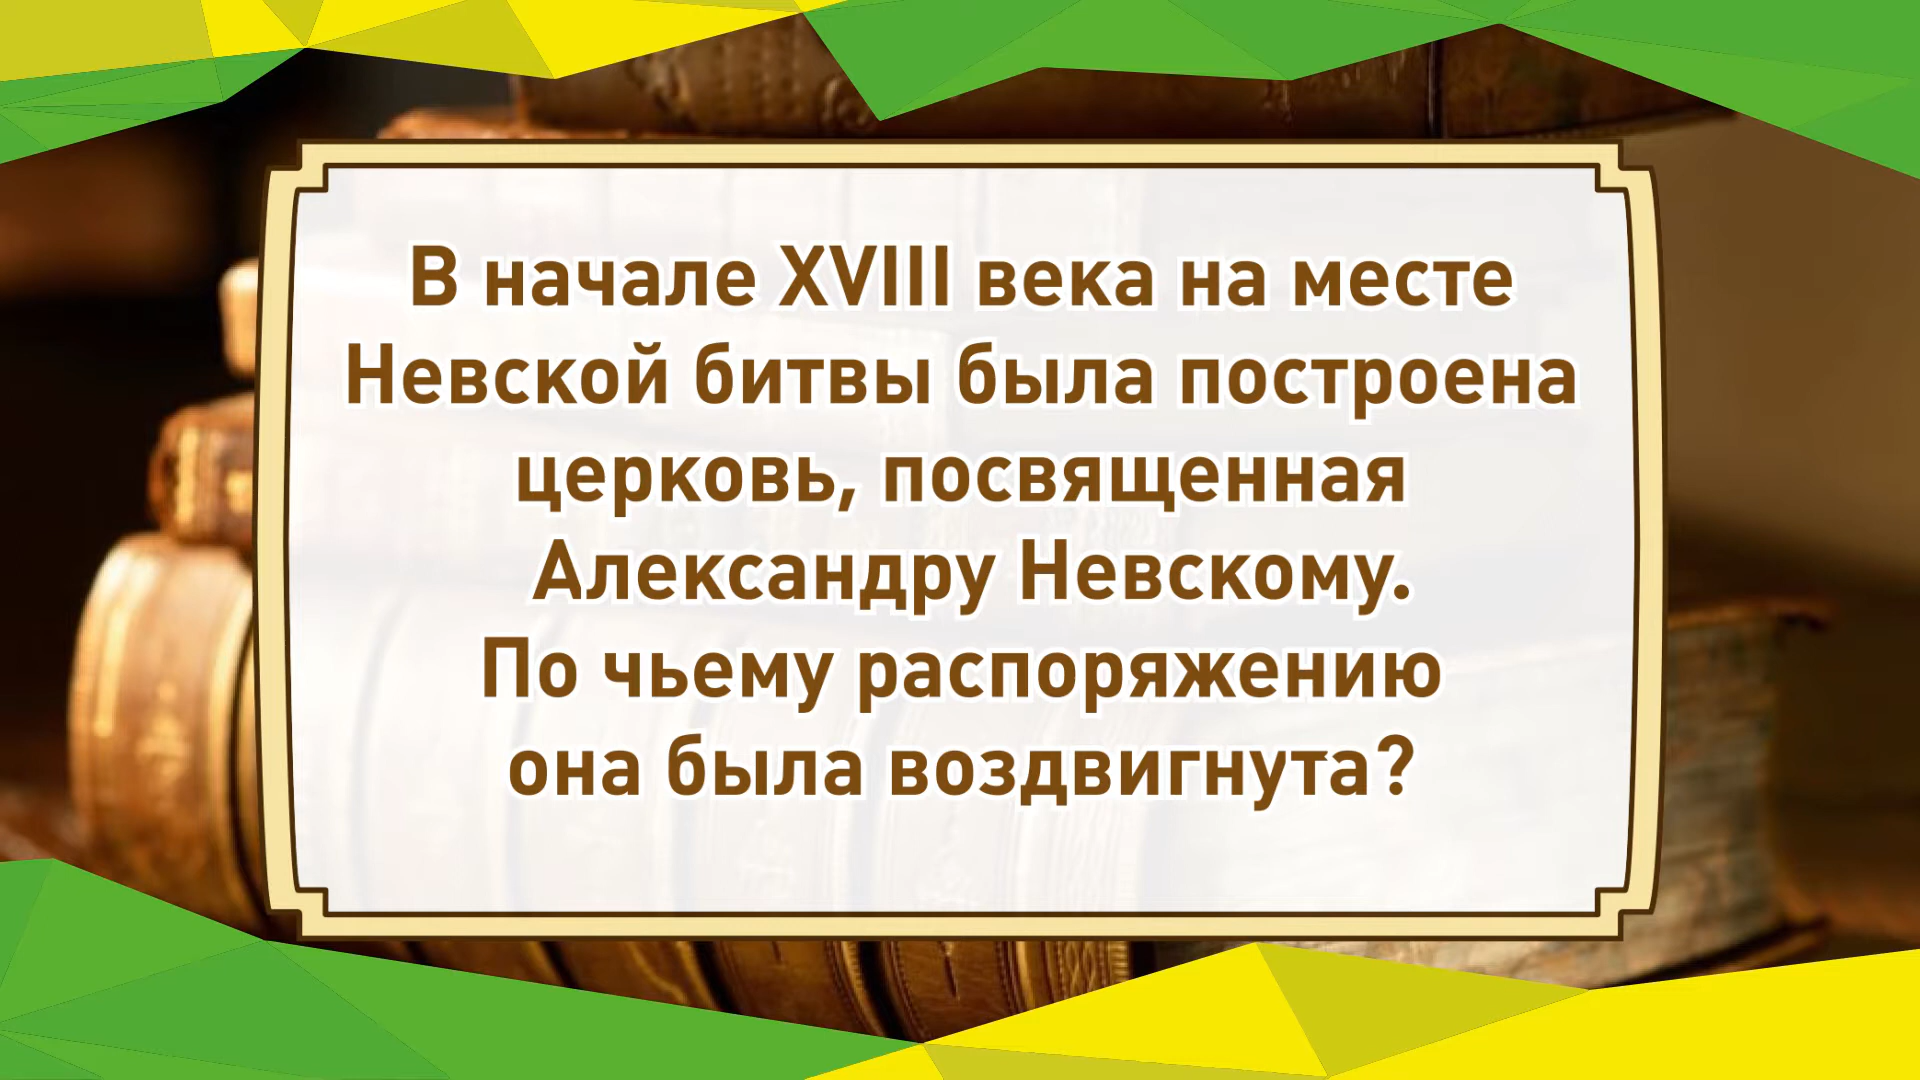 В начале XVIII века на месте
Невской битвы была построена
церковь, посвященная
Александру Невскому.
По чьему распоряжению
она была воздвигнута?